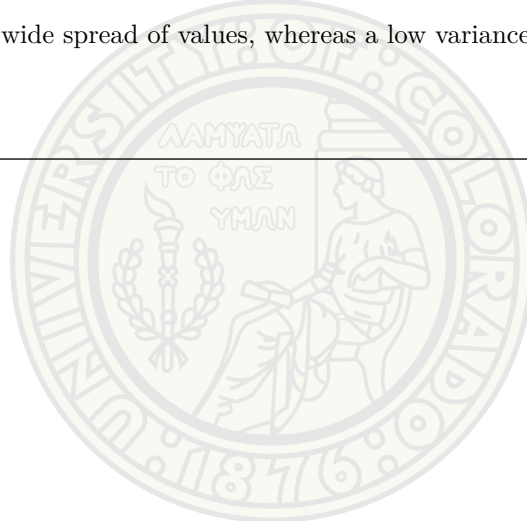 wide spread of values, whereas a low variance
UNIVERSITY·OF·COLORADO
ΛΑΜΨΑΤΩ
ΤΟ ΦΩΣ
ΥΜΩΝ
1876